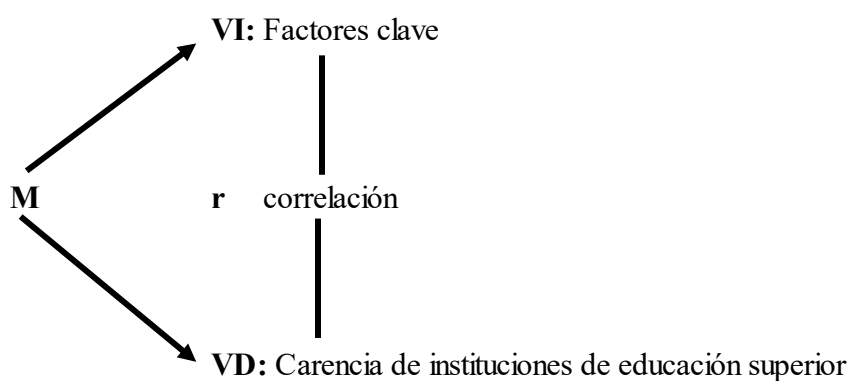 VI: Factores clave
M r correlación
VD: Carencia de instituciones de educación superior